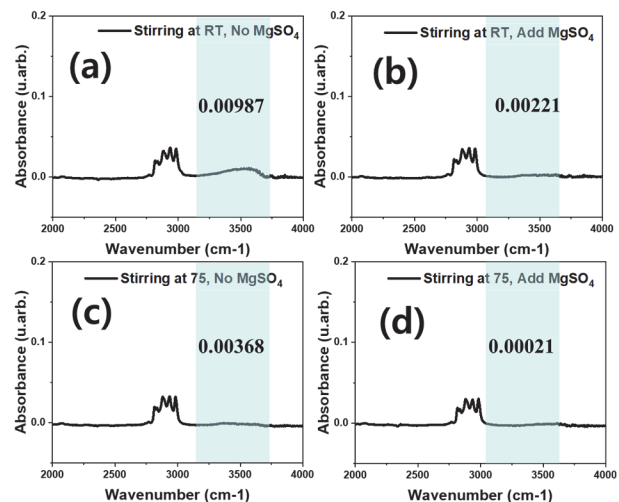 Stirring at RT, No MgSO₄
(a)
0.00987
0.2
0.1
0.0
Absorbance (u.arb.)
2000 2500 3000 3500 4000
Wavenumber (cm-1)
Stirring at RT, Add MgSO₄
(b)
0.00221
0.2
0.1
0.0
Absorbance (u.arb.)
2000 2500 3000 3500 4000
Wavenumber (cm-1)
Stirring at 75, No MgSO₄
(c)
0.00368
0.2
0.1
0.0
Absorbance (u.arb.)
2000 2500 3000 3500 4000
Wavenumber (cm-1)
Stirring at 75, Add MgSO₄
(d)
0.00021
0.2
0.1
0.0
Absorbance (u.arb.)
2000 2500 3000 3500 4000
Wavenumber (cm-1)